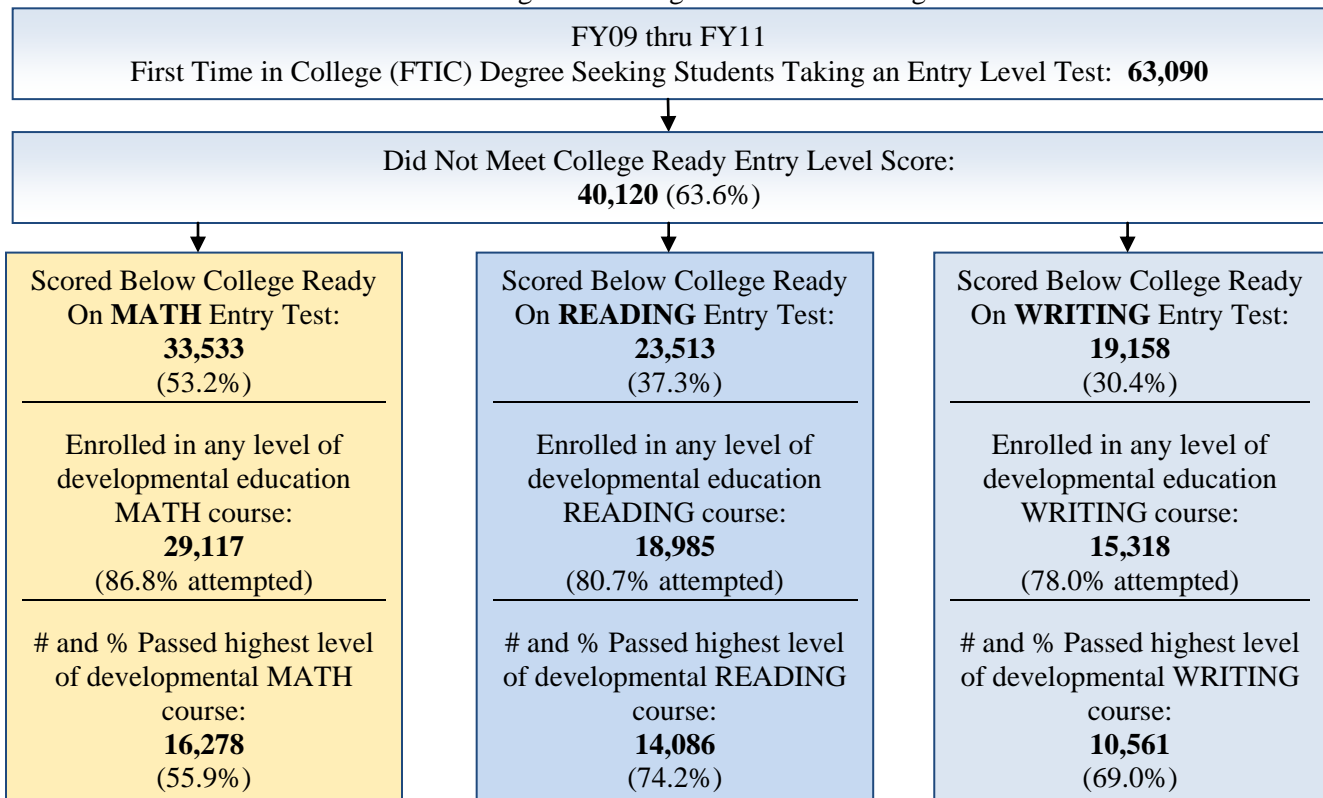 FY09 thru FY11
First Time in College (FTIC) Degree Seeking Students Taking an Entry Level Test: 63,090
Did Not Meet College Ready Entry Level Score:
40,120 (63.6%)
Scored Below College Ready
On MATH Entry Test:
33,533
(53.2%)
Enrolled in any level of
developmental education
MATH course:
29,117
(86.8% attempted)
# and % Passed highest level
of developmental MATH
course:
16,278
(55.9%)
Scored Below College Ready
On READING Entry Test:
23,513
(37.3%)
Enrolled in any level of
developmental education
READING course:
18,985
(80.7% attempted)
# and % Passed highest level
of developmental READING
course:
14,086
(74.2%)
Scored Below College Ready
On WRITING Entry Test:
19,158
(30.4%)
Enrolled in any level of
developmental education
WRITING course:
15,318
(78.0% attempted)
# and % Passed highest level
of developmental WRITING
course:
10,561
(69.0%)